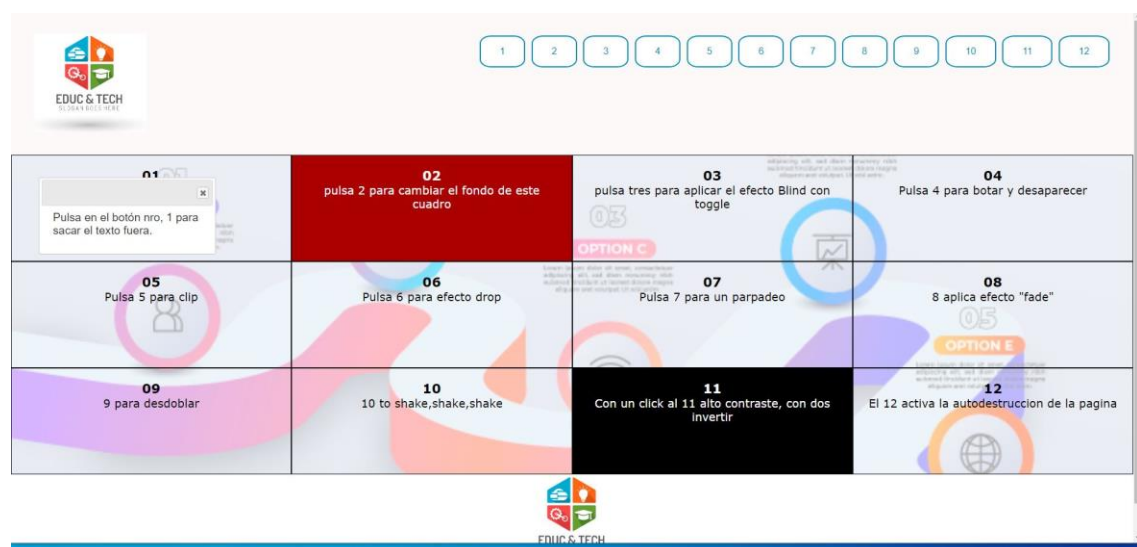 EDUC & TECH
SLOGAN GOES HERE
1 2 3 4 5 6 7 8 9 10 11 12
01
Pulsa en el botón nro, 1 para
sacar el texto fuera.
02
pulsa 2 para cambiar el fondo de este
cuadro
03
pulsa tres para aplicar el efecto Blind con
toggle
03
OPTION C
04
Pulsa 4 para botar y desaparecer
05
Pulsa 5 para clip
06
Pulsa 6 para efecto drop
07
Pulsa 7 para un parpadeo
08
8 aplica efecto "fade"
05
OPTION E
09
9 para desdoblar
10
10 to shake,shake,shake
11
Con un click al 11 alto contraste, con dos
invertir
12
El 12 activa la autodestruccion de la pagina
EDUC & TECH